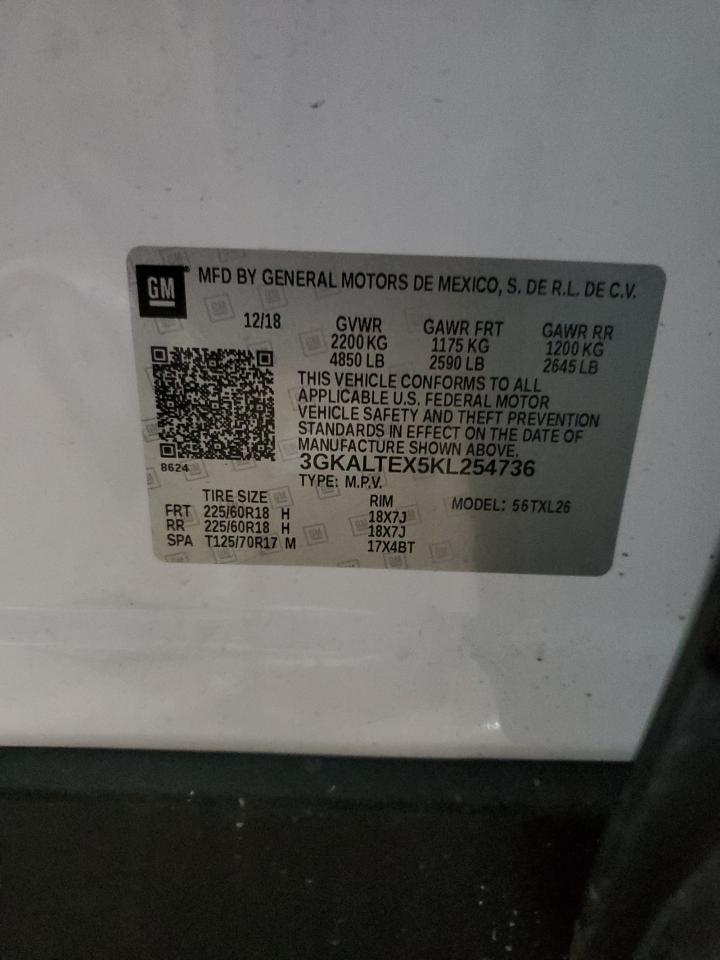 GM® MFD BY GENERAL MOTORS DE MEXICO, S. DE R.L. DE C.V.
12/18 GVWR GAWR FRT GAWR RR
2200 KG 1175 KG 1200 KG
4850 LB 2590 LB 2645 LB
THIS VEHICLE CONFORMS TO ALL
APPLICABLE U.S. FEDERAL MOTOR
VEHICLE SAFETY AND THEFT PREVENTION
STANDARDS IN EFFECT ON THE DATE OF
MANUFACTURE SHOWN ABOVE.
8624 3GKALTEX5KL254736
TYPE: M.P.V.
TIRE SIZE RIM MODEL: 56TXL26
FRT 225/60R18 H 18X7J
RR 225/60R18 H 18X7J
SPA T125/70R17 M 17X4BT